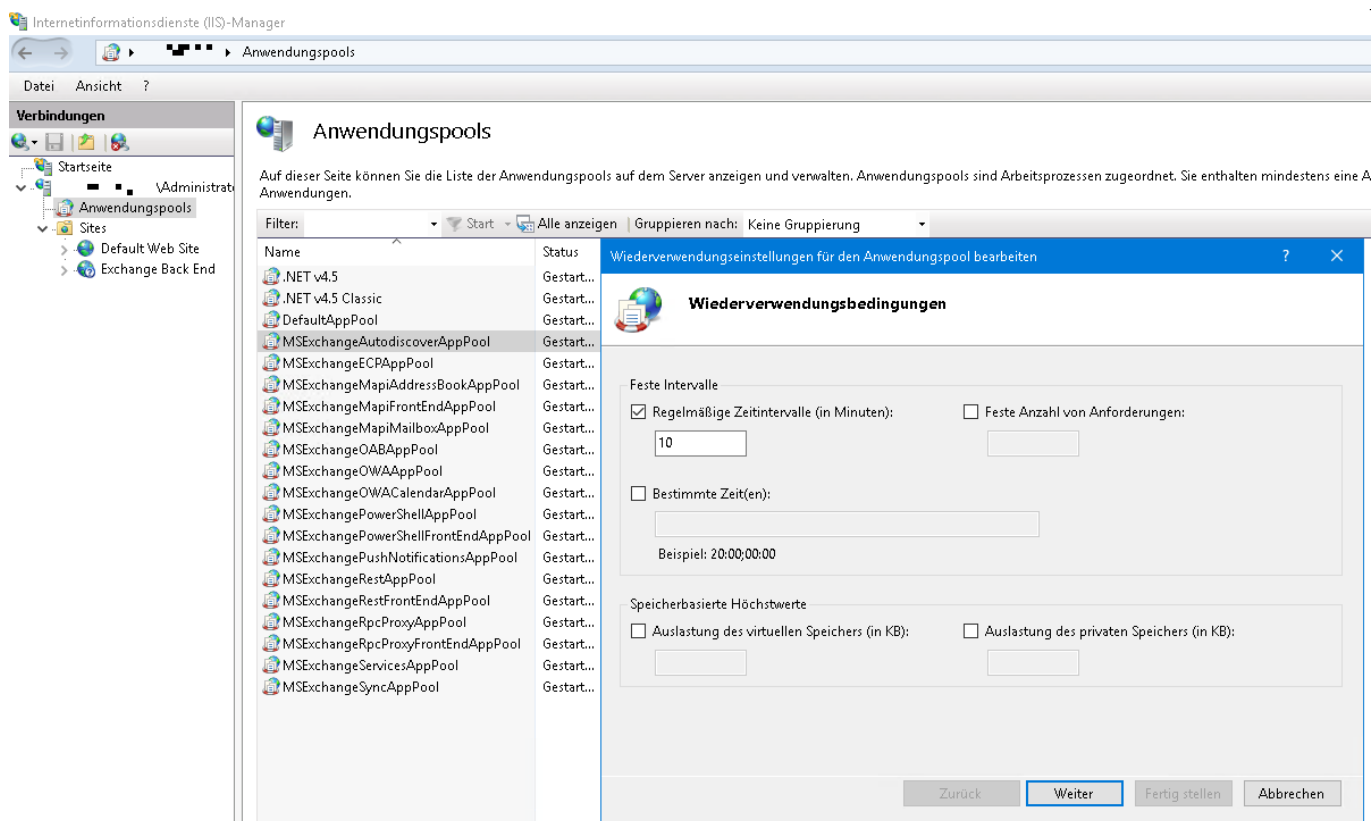 Internetinformationsdienste (IIS)-Manager
Anwendungspools
Datei Ansicht ?
Verbindungen
Startseite
\Administrat
Anwendungspools
Sites
Default Web Site
Exchange Back End
Anwendungspools
Auf dieser Seite können Sie die Liste der Anwendungspools auf dem Server anzeigen und verwalten. Anwendungspools sind Arbeitsprozessen zugeordnet. Sie enthalten mindestens eine A
Anwendungen.
Filter: Start Alle anzeigen Gruppieren nach: Keine Gruppierung
Name Status
.NET v4.5 Gestart...
.NET v4.5 Classic Gestart...
DefaultAppPool Gestart...
MSExchangeAutodiscoverAppPool Gestart...
MSExchangeECPAppPool Gestart...
MSExchangeMapiAddressBookAppPool Gestart...
MSExchangeMapiFrontEndAppPool Gestart...
MSExchangeMapiMailboxAppPool Gestart...
MSExchangeOABAppPool Gestart...
MSExchangeOWAAppPool Gestart...
MSExchangeOWACalendarAppPool Gestart...
MSExchangePowerShellAppPool Gestart...
MSExchangePowerShellFrontEndAppPool Gestart...
MSExchangePushNotificationsAppPool Gestart...
MSExchangeRestAppPool Gestart...
MSExchangeRestFrontEndAppPool Gestart...
MSExchangeRpcProxyAppPool Gestart...
MSExchangeRpcProxyFrontEndAppPool Gestart...
MSExchangeServicesAppPool Gestart...
MSExchangeSyncAppPool Gestart...
Wiederverwendungseinstellungen für den Anwendungspool bearbeiten ?
Wiederverwendungsbedingungen
Feste Intervalle
Regelmäßige Zeitintervalle (in Minuten): Feste Anzahl von Anforderungen:
10
Bestimmte Zeit(en):
Beispiel: 20:00;00:00
Speicherbasierte Höchstwerte
Auslastung des virtuellen Speichers (in KB): Auslastung des privaten Speichers (in KB):
Zurück Weiter Fertig stellen Abbrechen